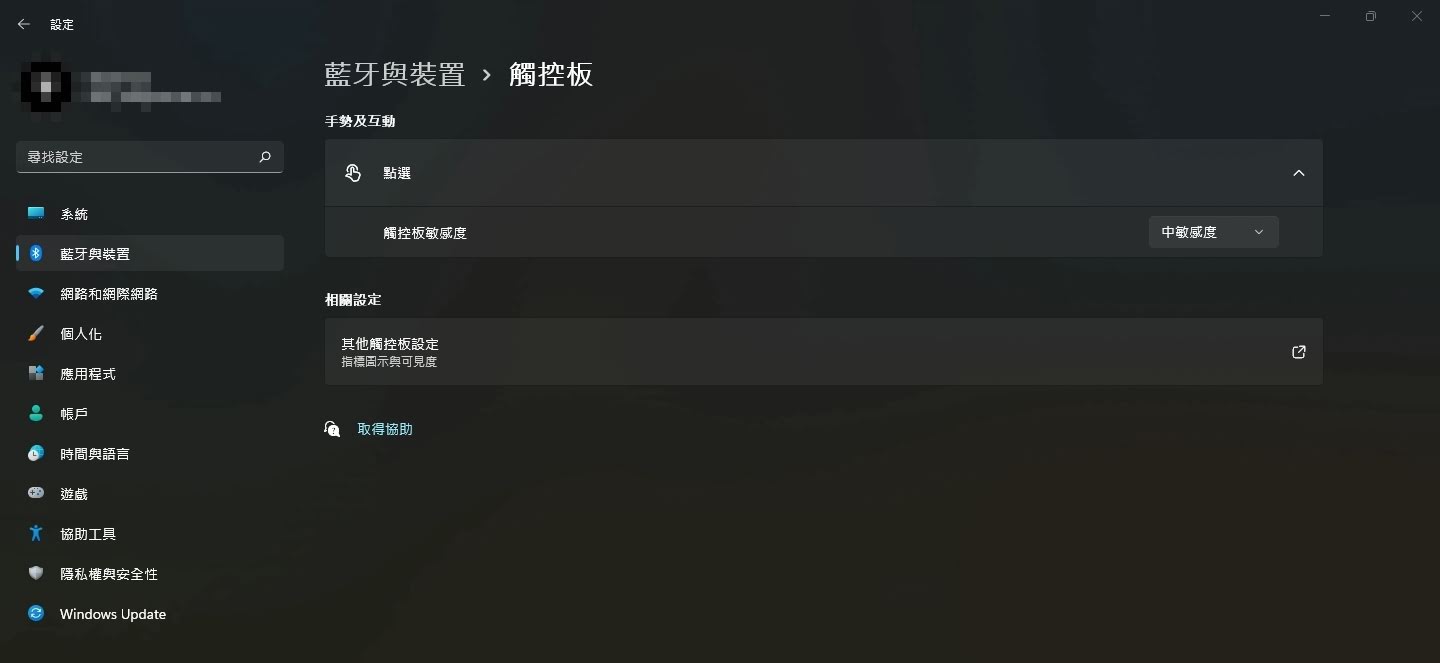 設定
尋找設定
系統
藍牙與裝置
網路和網際網路
個人化
應用程式
帳戶
時間與語言
遊戲
協助工具
隱私權與安全性
Windows Update
藍牙與裝置 › 觸控板
手勢及互動
點選
觸控板敏感度
中敏感度
相關設定
其他觸控板設定
指標圖示與可見度
取得協助